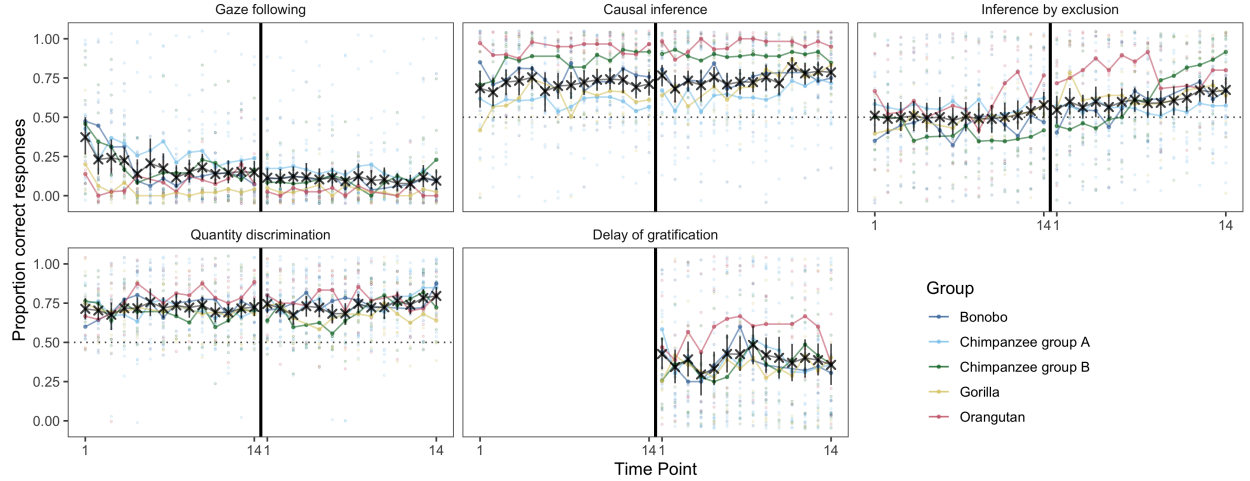 Gaze following
Causal inference
Inference by exclusion
Proportion correct responses
1.00
0.75
0.50
0.25
0.00
1
14 1
14
Quantity discrimination
Delay of gratification
1.00
0.75
0.50
0.25
0.00
1
14 1
14
1
14 1
14
Time Point
Group
Bonobo
Chimpanzee group A
Chimpanzee group B
Gorilla
Orangutan